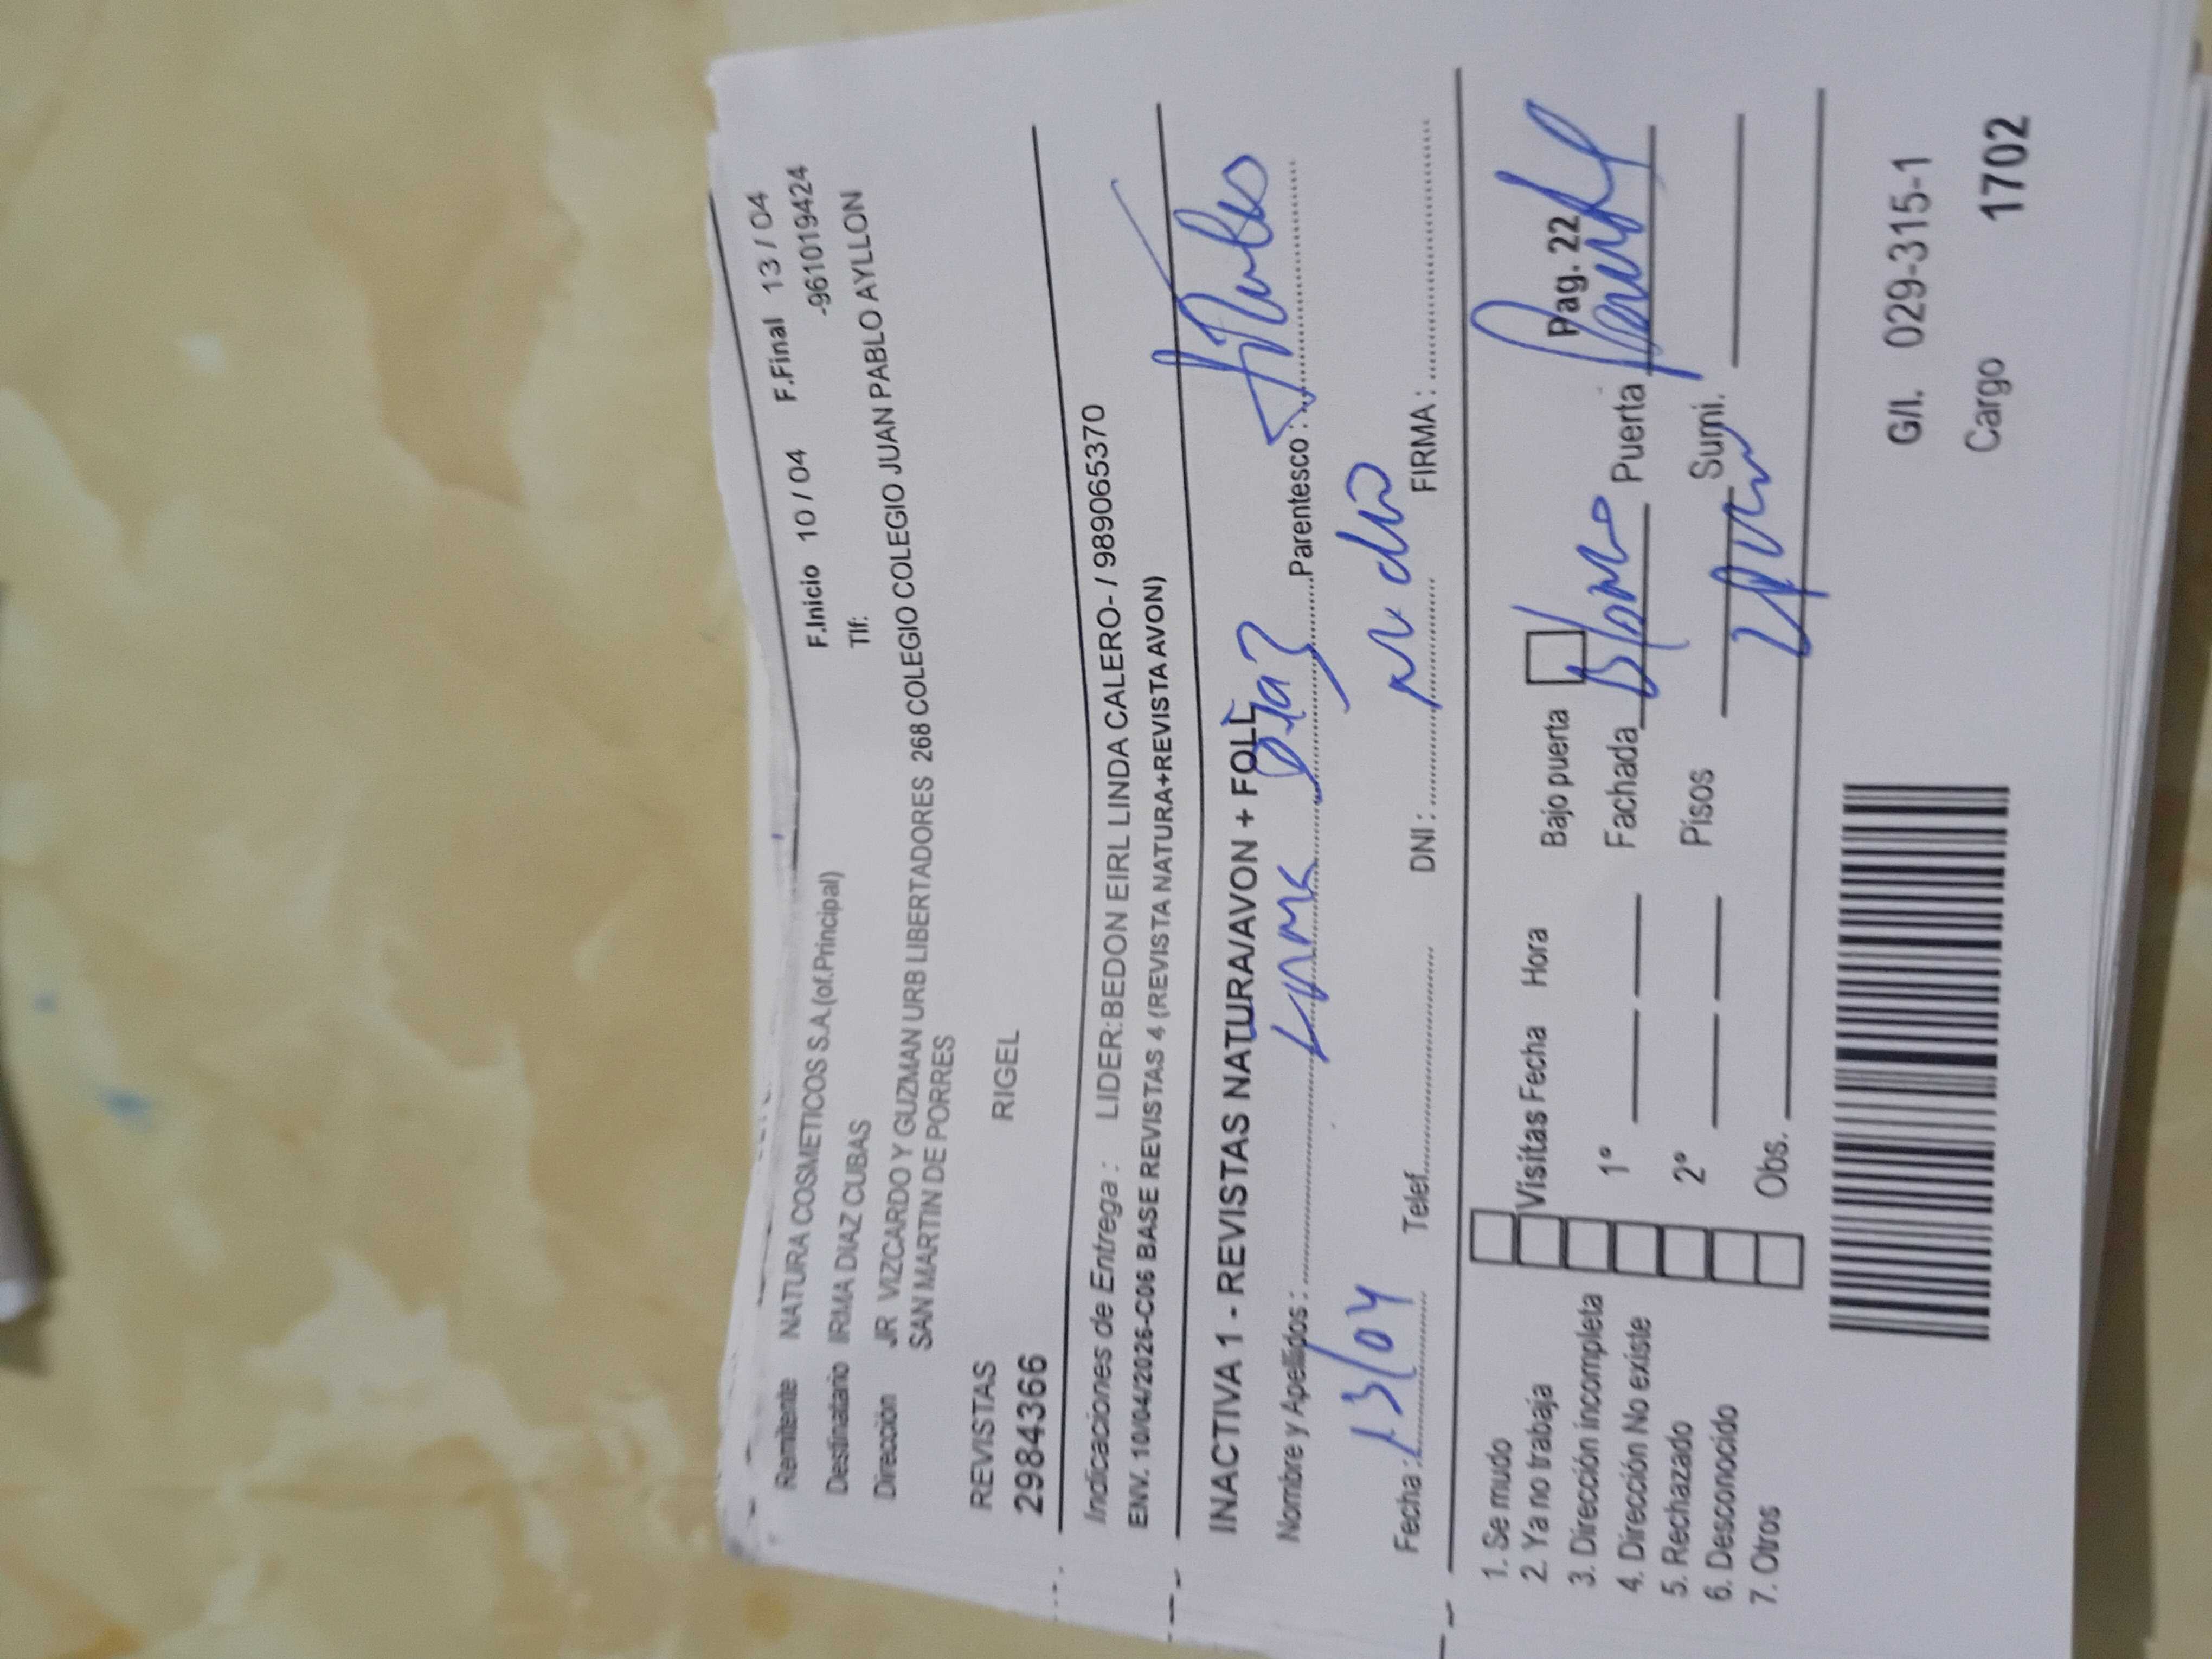 F.Inicio 10 / 04 F.Final 13 / 04
Remitente NATURA COSMETICOS S.A.(of.Principal) Tlf: -961019424
Destinatario IRMA DIAZ CUBAS
Dirección JR VIZCARDO Y GUZMAN URB LIBERTADORES 268 COLEGIO COLEGIO JUAN PABLO AYLLON
SAN MARTIN DE PORRES
REVISTAS RIGEL
2984366
Indicaciones de Entrega : LIDER:BEDON EIRL LINDA CALERO- / 989065370
ENV. 10/04/2026-C06 BASE REVISTAS 4 (REVISTA NATURA+REVISTA AVON)
INACTIVA 1 - REVISTAS NATURA/AVON + FOLL
Nombre y Apellidos : Diaz Parentesco :
Fecha : 13/04 Telef. DNI : FIRMA :
1. Se mudo
2. Ya no trabaja
3. Dirección incompleta
4. Dirección No existe
5. Rechazado
6. Desconocido
7. Otros
Visitas Fecha Hora Bajo puerta Pag. 22
1° Fachada Puerta
2° Pisos Sumi.
Obs.
G/l. 029-315-1
Cargo 1702